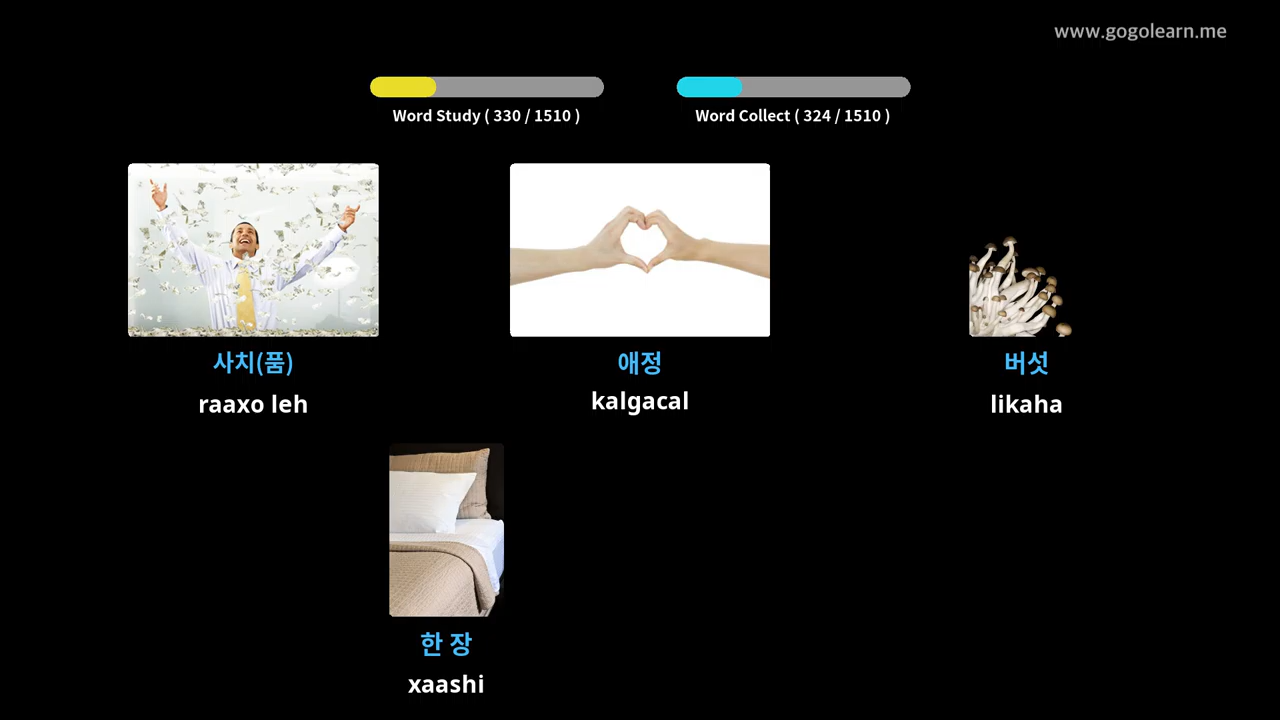 www.gogolearn.me
Word Study ( 330 / 1510 )
Word Collect ( 324 / 1510 )
사치(품)
애정
버섯
raaxo leh
kalgacal
likaha
한 장
xaashi